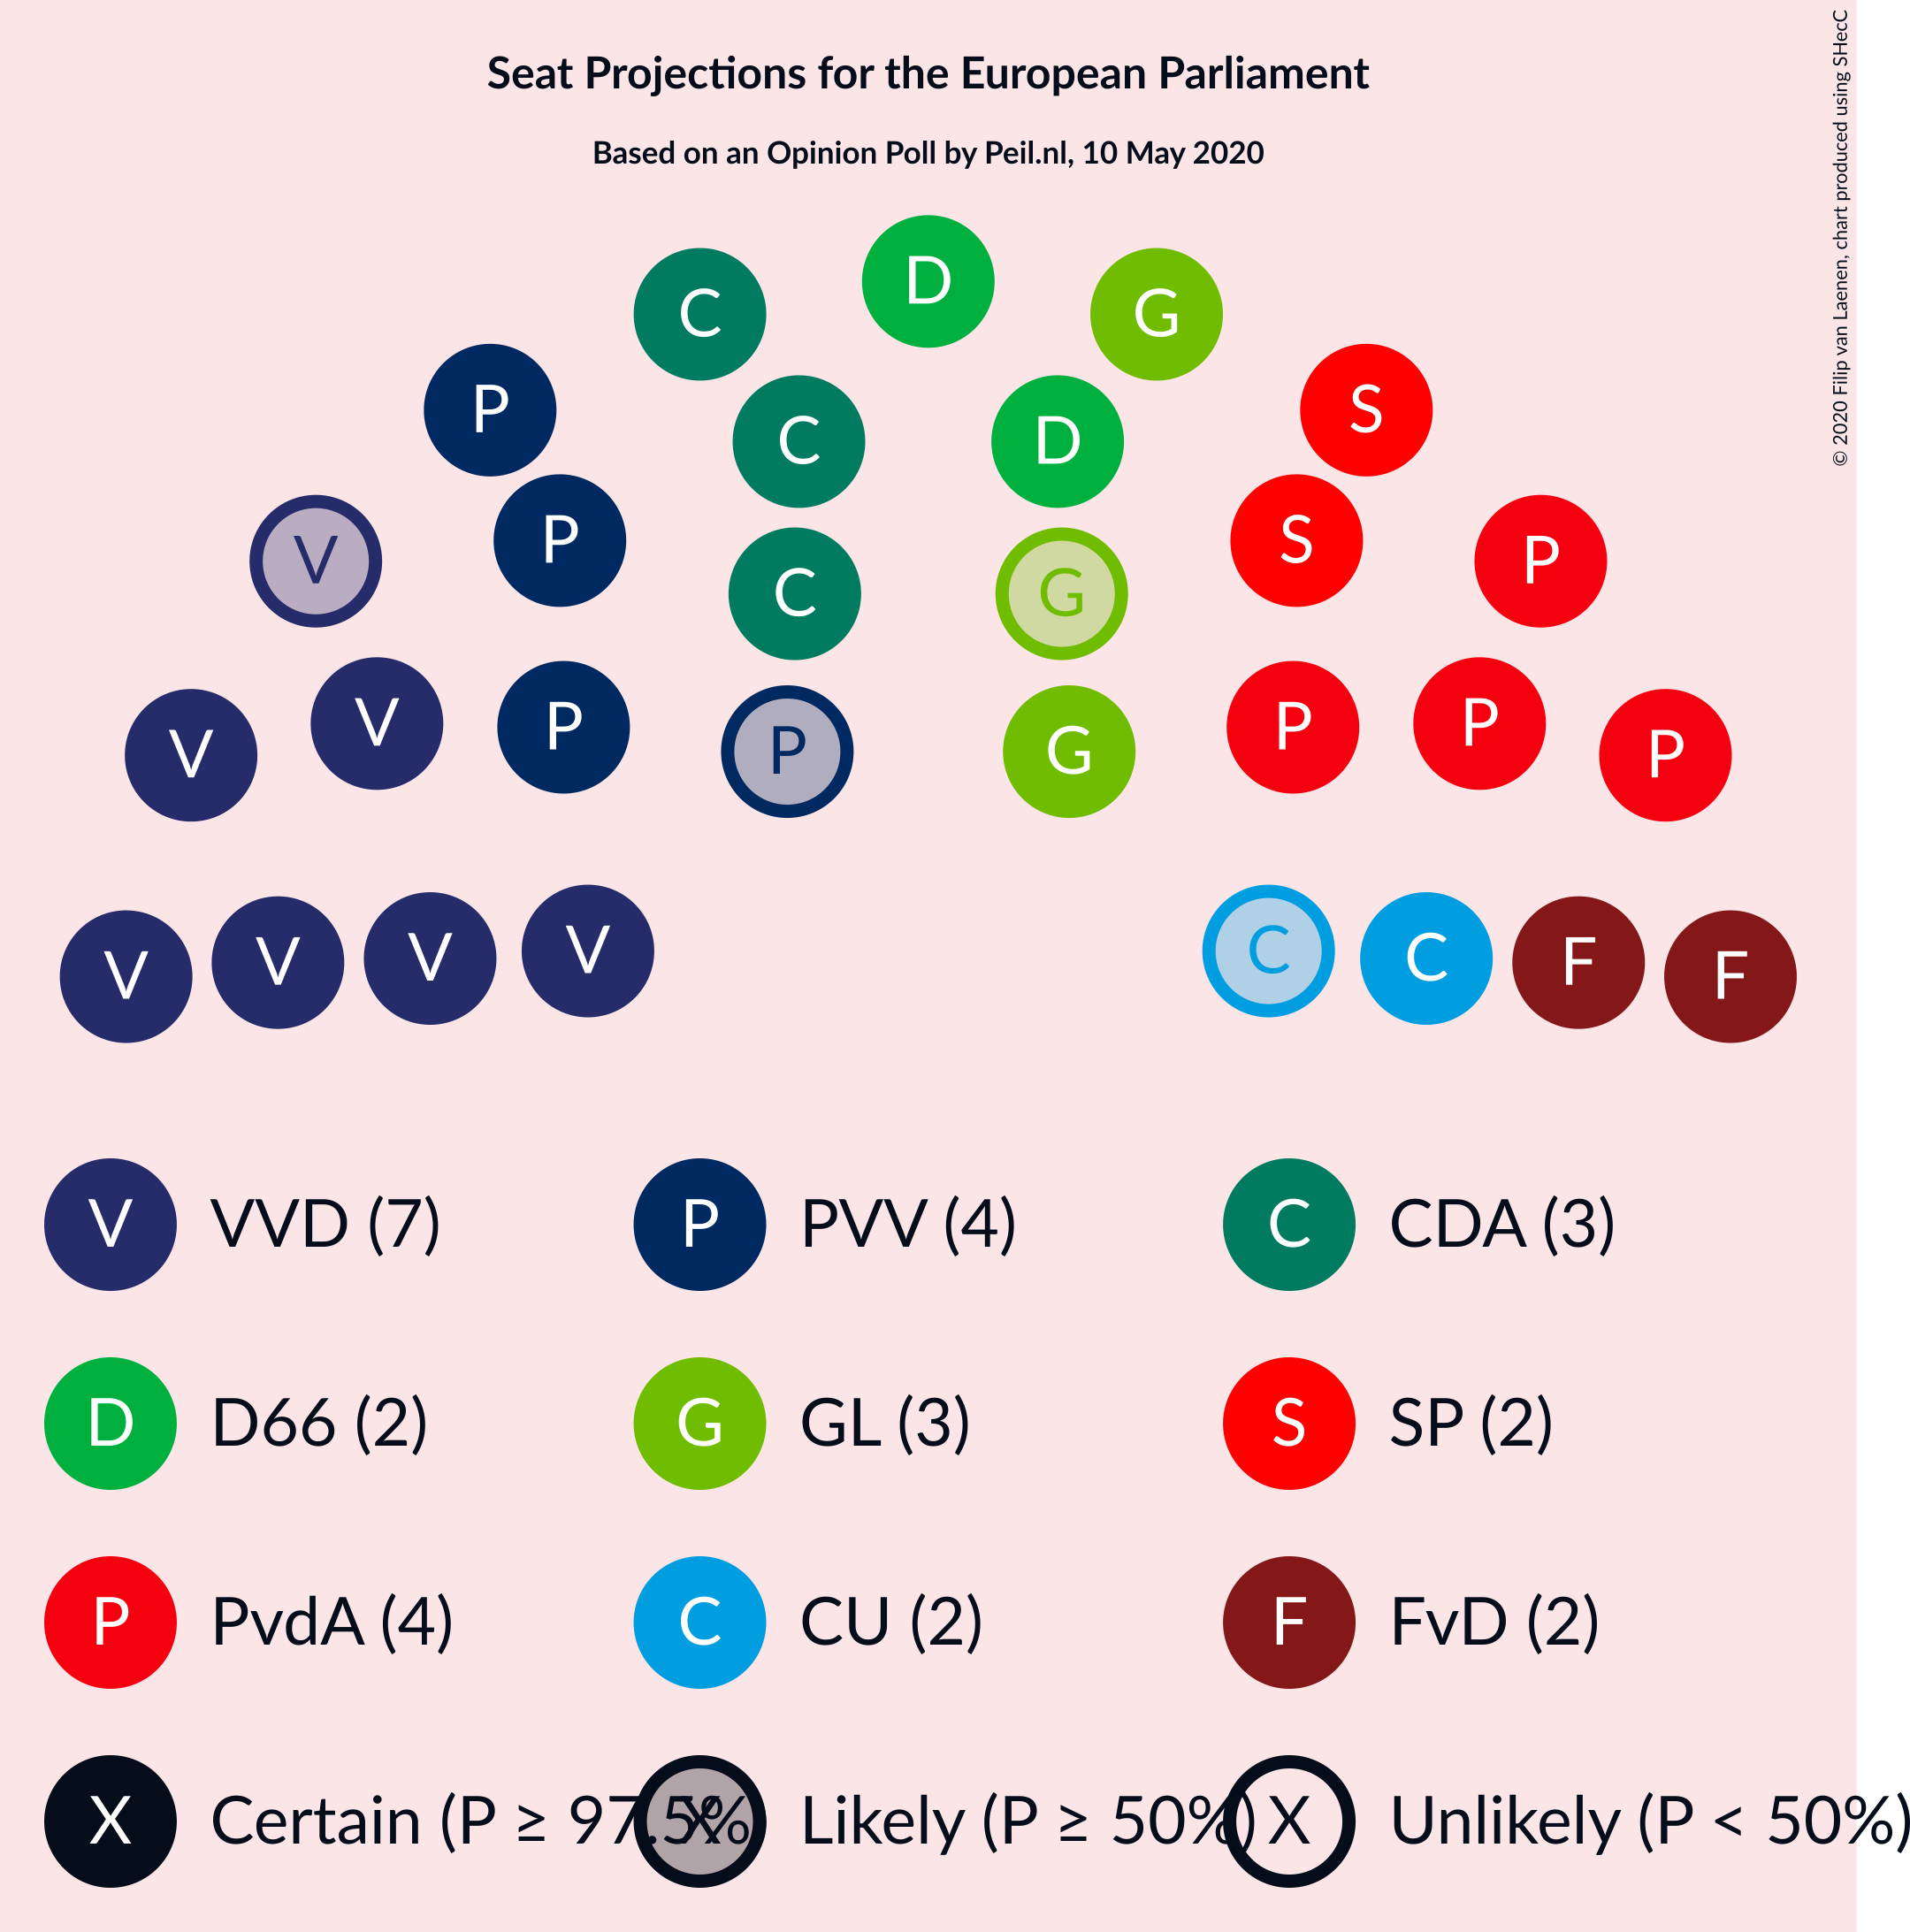 Seat Projections for the European Parliament
Based on an Opinion Poll by Peil.nl, 10 May 2020
© 2020 Filip van Laenen, chart produced using SHecC
D
C G
P S
C D
P S
V P
C G
V P P P
V P
P G
V V V V
C C F F
V VVD (7) P PVV (4) C CDA (3)
D D66 (2) G GL (3) S SP (2)
P PvdA (4) C CU (2) F FvD (2)
X Certain (P ≥ 97.5% X Likely (P ≥ 50%) X Unlikely (P < 50%)